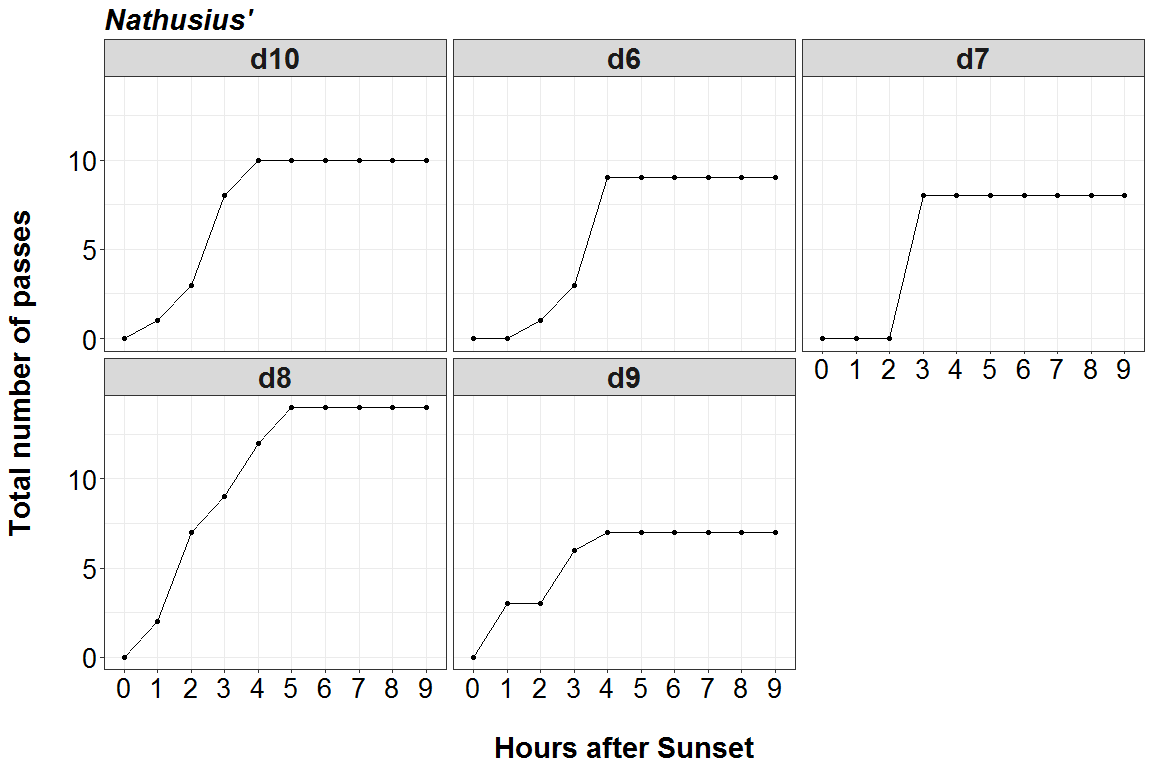 Nathusius'
d10 d6 d7
10
5
0
0 1 2 3 4 5 6 7 8 9
d8 d9
10
5
0
0 1 2 3 4 5 6 7 8 9 0 1 2 3 4 5 6 7 8 9
Total number of passes
Hours after Sunset